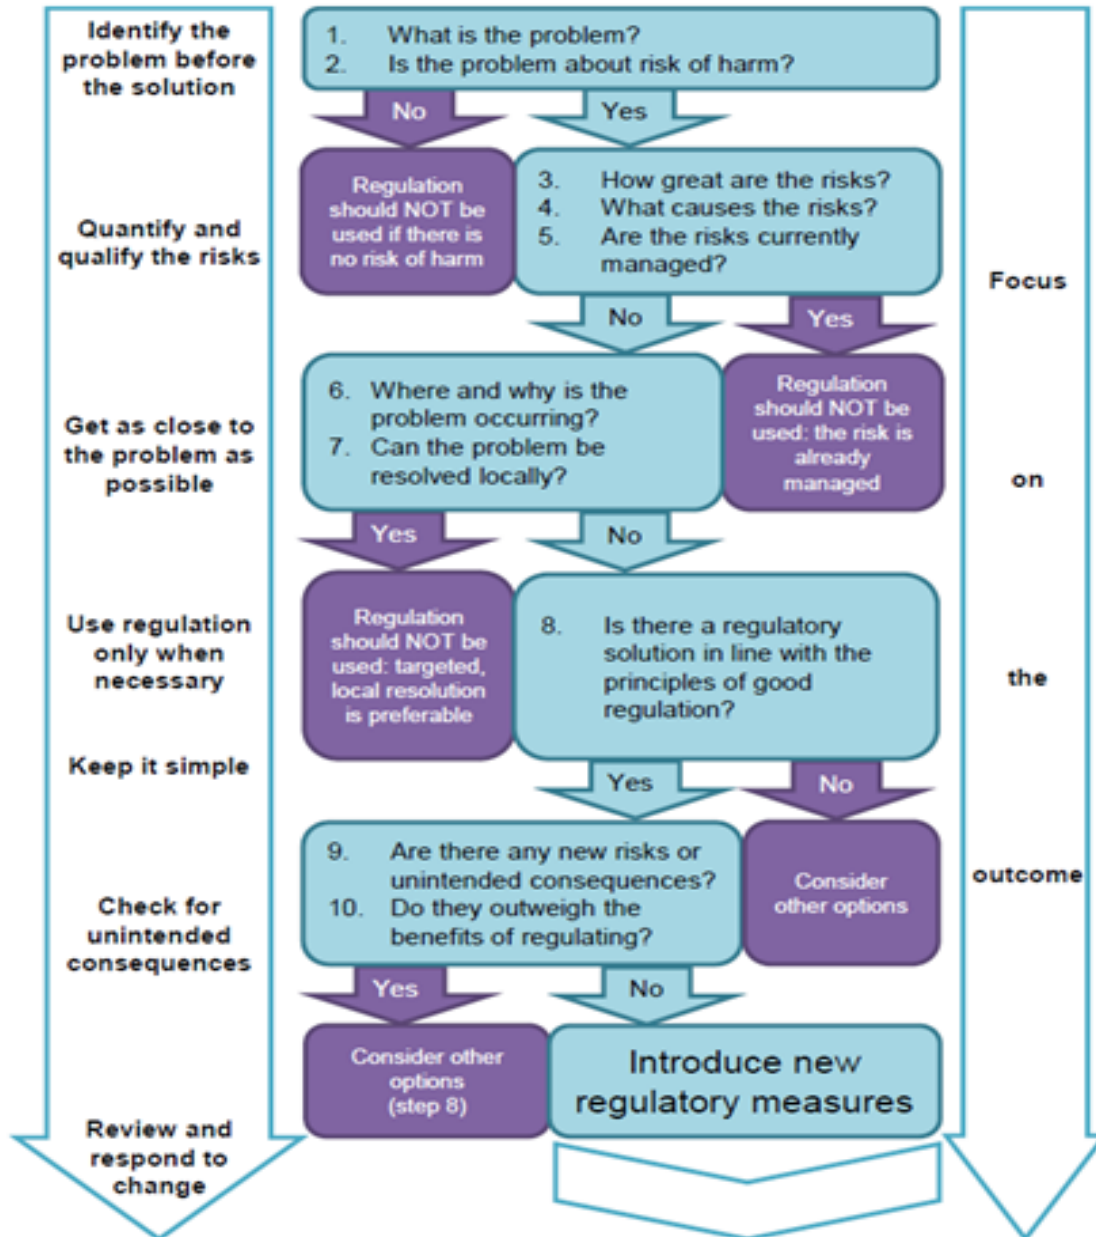 Identify the
problem before
the solution
1. What is the problem?
2. Is the problem about risk of harm?
No
Yes
Quantify and
qualify the risks
Regulation
should NOT be
used if there is
no risk of harm
3. How great are the risks?
4. What causes the risks?
5. Are the risks currently
managed?
No
Yes
Get as close to
the problem as
possible
6. Where and why is the
problem occurring?
7. Can the problem be
resolved locally?
Regulation
should NOT be
used: the risk is
already
managed
Yes
No
Use regulation
only when
necessary
Regulation
should NOT be
used: targeted,
local resolution
is preferable
8. Is there a regulatory
solution in line with the
principles of good
regulation?
Keep it simple
Yes
No
Check for
unintended
consequences
9. Are there any new risks or
unintended consequences?
10. Do they outweigh the
benefits of regulating?
Consider
other options
Yes
No
Consider other
options
(step 8)
Introduce new
regulatory measures
Review and
respond to
change
Focus
on
the
outcome